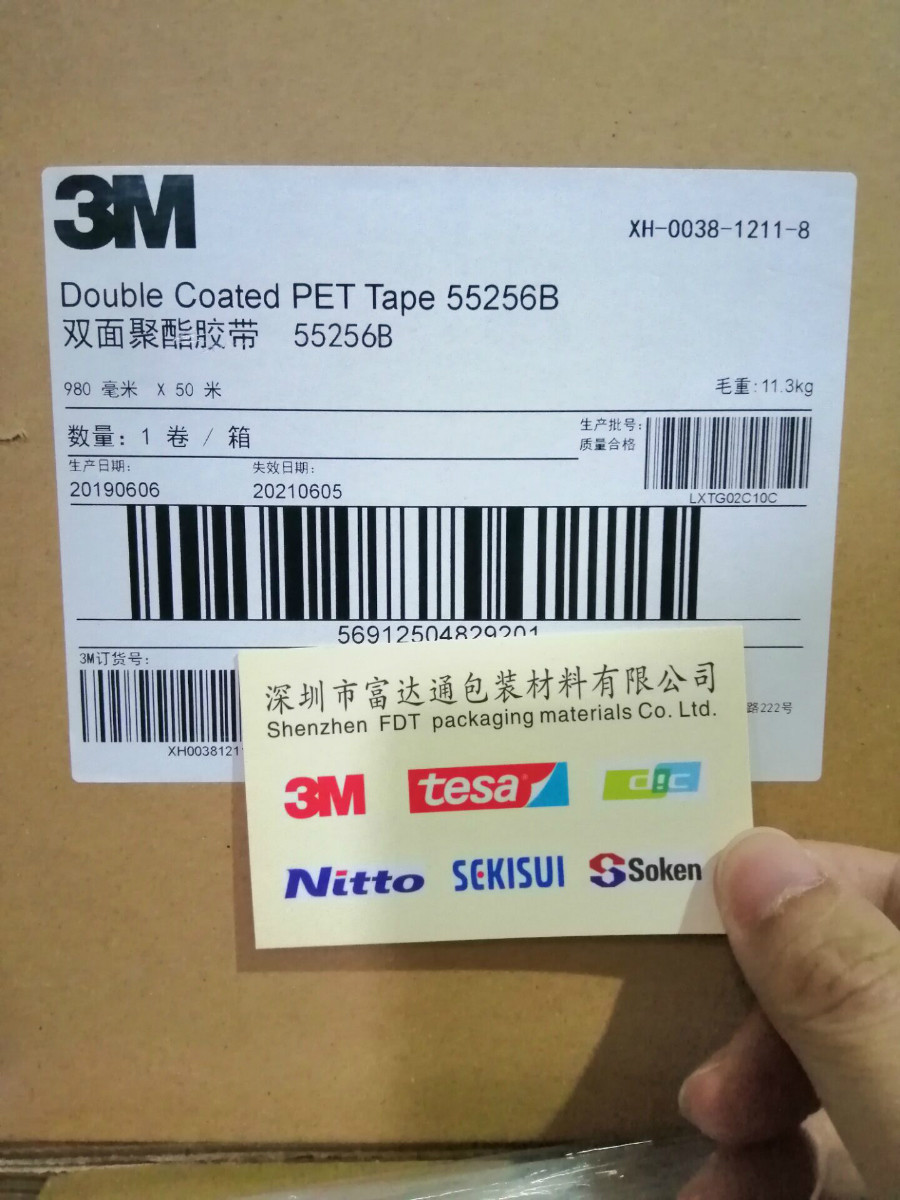 3M
XH-0038-1211-8
Double Coated PET Tape 55256B
双面聚酯胶带 55256B
980 毫米 X 50 米
毛重:11.3kg
数量: 1 卷 / 箱
生产批号:
质量合格
LXTG02C10C
生产日期:
失效日期:
20190606
20210605
56912504829201
3M订货号:
XH0038121
路222号
深圳市富达通包装材料有限公司
Shenzhen FDT packaging materials Co. Ltd.
3M
tesa
dic
Nitto
SEKISUI
Soken